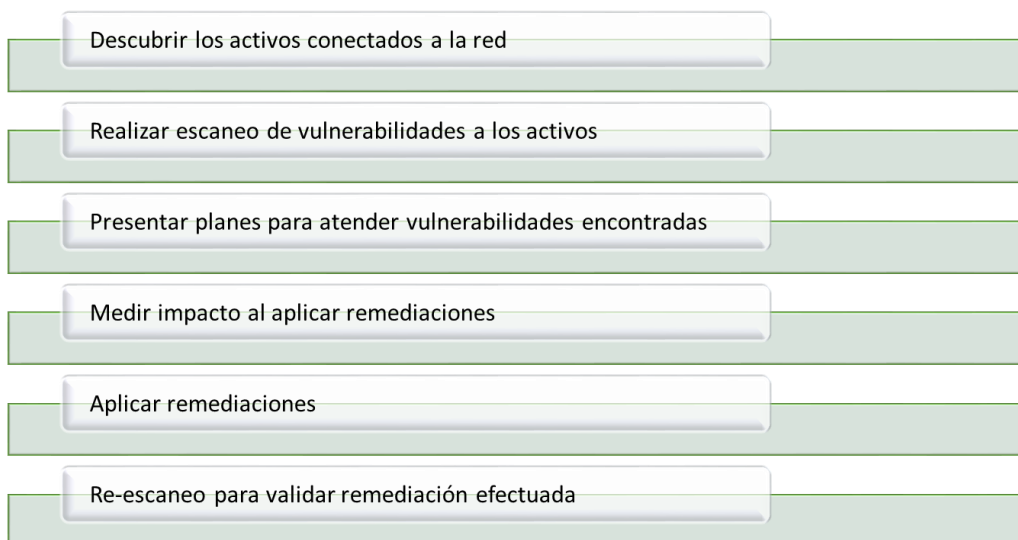 Descubrir los activos conectados a la red
Realizar escaneo de vulnerabilidades a los activos
Presentar planes para atender vulnerabilidades encontradas
Medir impacto al aplicar remediaciones
Aplicar remediaciones
Re-escaneo para validar remediación efectuada